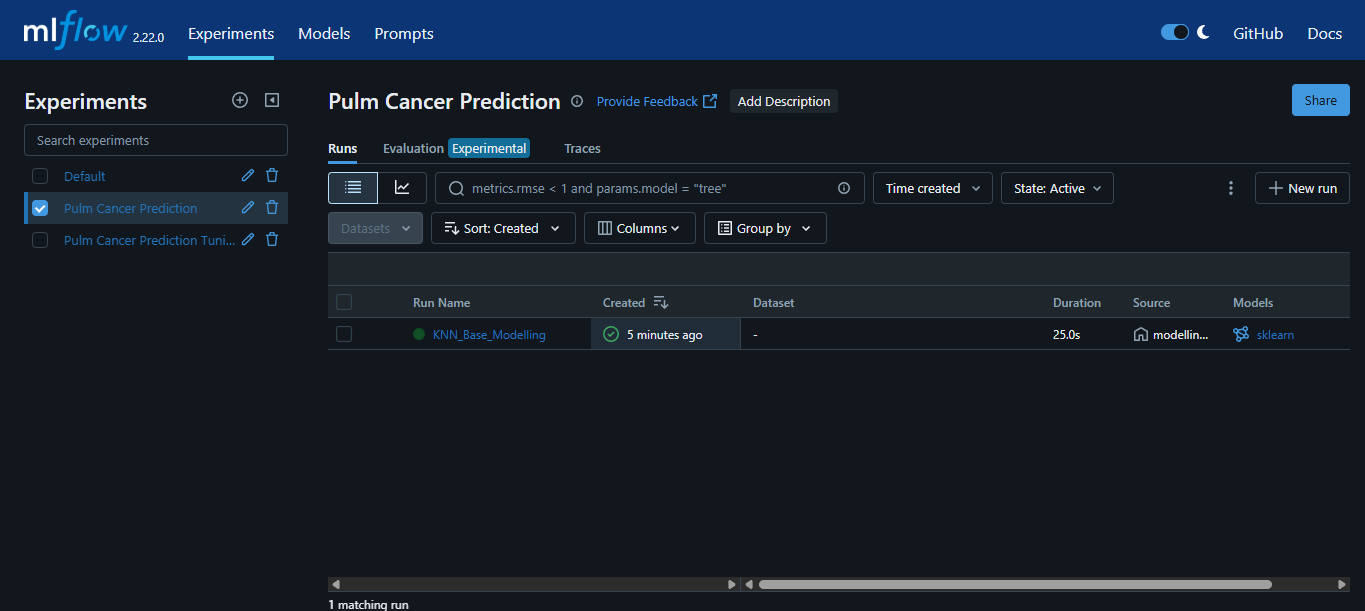 mlflow 2.22.0 Experiments Models Prompts GitHub Docs
Experiments
Search experiments
Default
Pulm Cancer Prediction
Pulm Cancer Prediction Tuni...
Pulm Cancer Prediction Provide Feedback Add Description Share
Runs Evaluation Experimental Traces
metrics.rmse < 1 and params.model = "tree" Time created State: Active New run
Datasets Sort: Created Columns Group by
Run Name Created Dataset Duration Source Models
KNN_Base_Modelling 5 minutes ago - 25.0s modellin... sklearn
1 matching run